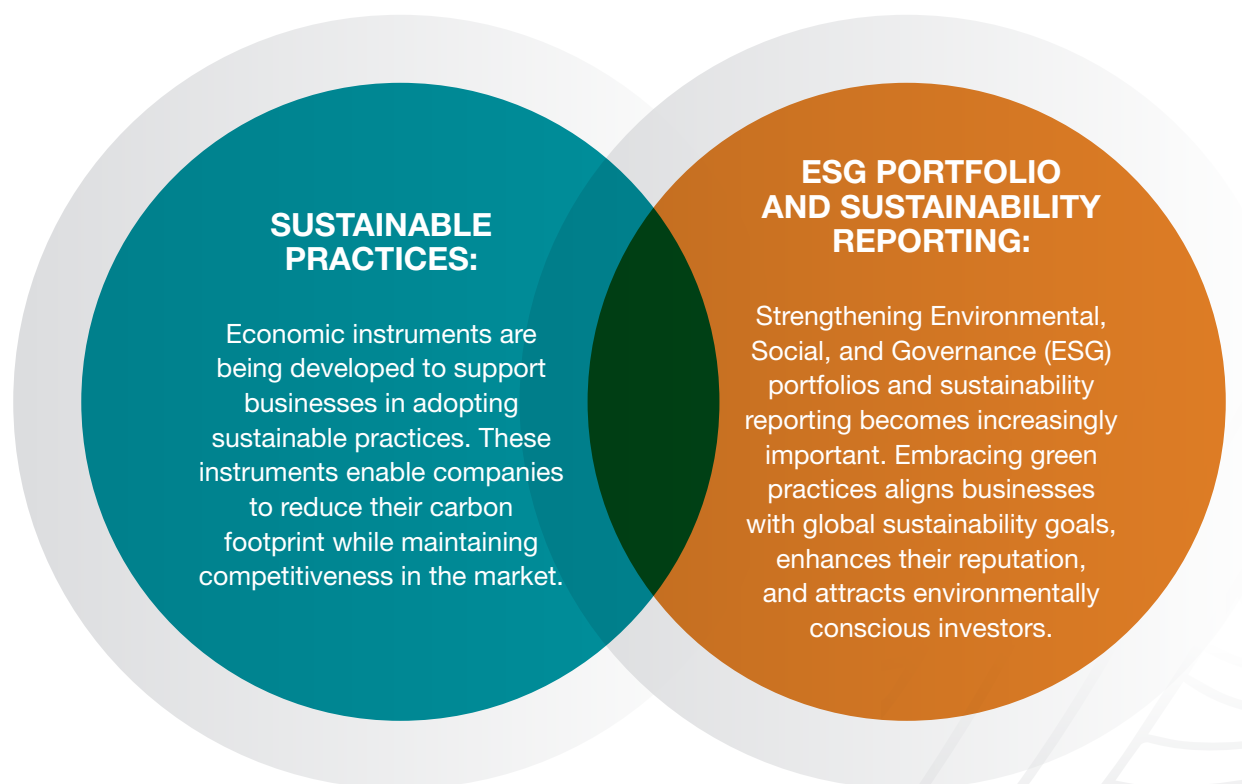 SUSTAINABLE
PRACTICES:
Economic instruments are
being developed to support
businesses in adopting
sustainable practices. These
instruments enable companies
to reduce their carbon
footprint while maintaining
competitiveness in the market.
ESG PORTFOLIO
AND SUSTAINABILITY
REPORTING:
Strengthening Environmental,
Social, and Governance (ESG)
portfolios and sustainability
reporting becomes increasingly
important. Embracing green
practices aligns businesses
with global sustainability goals,
enhances their reputation,
and attracts environmentally
conscious investors.